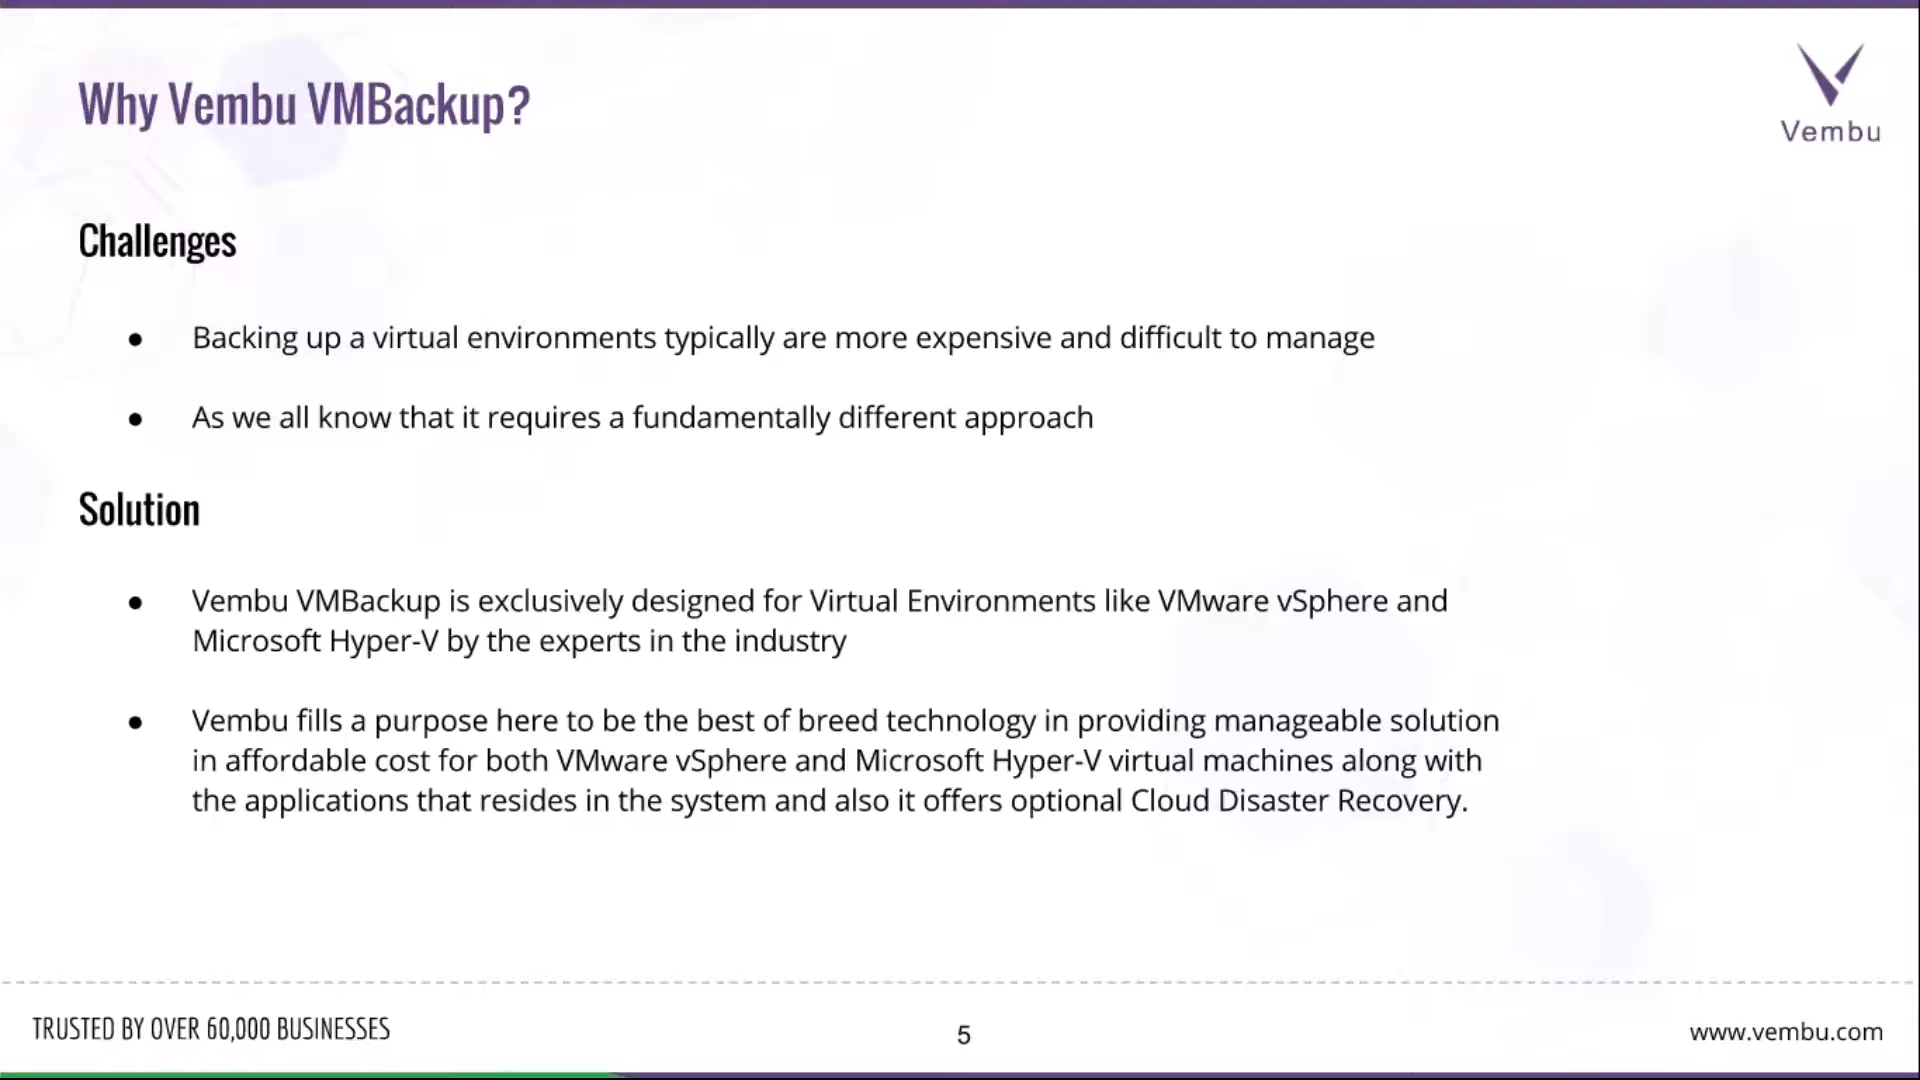 Why Vembu VMBackup?
Vembu
Challenges
● Backing up a virtual environments typically are more expensive and difficult to manage
● As we all know that it requires a fundamentally different approach
Solution
● Vembu VMBackup is exclusively designed for Virtual Environments like VMware vSphere and
Microsoft Hyper-V by the experts in the industry
● Vembu fills a purpose here to be the best of breed technology in providing manageable solution
in affordable cost for both VMware vSphere and Microsoft Hyper-V virtual machines along with
the applications that resides in the system and also it offers optional Cloud Disaster Recovery.
TRUSTED BY OVER 60,000 BUSINESSES
5
www.vembu.com